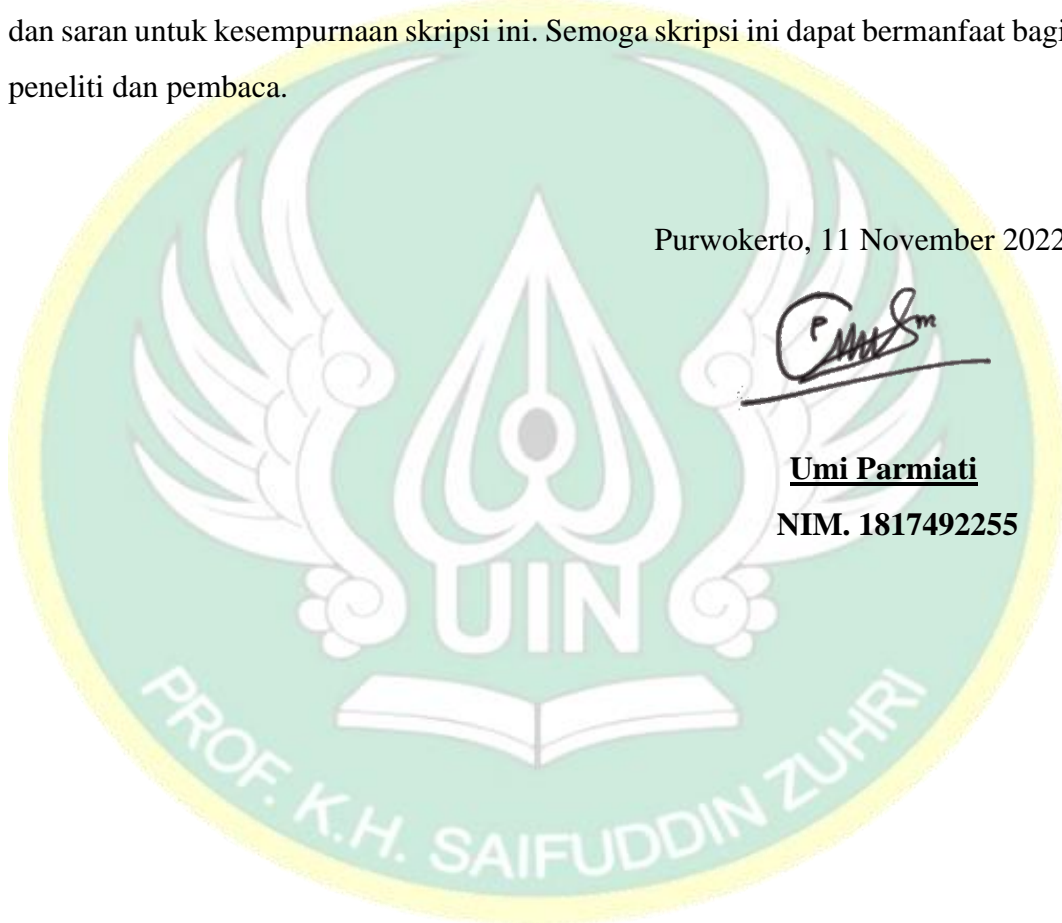 dan saran untuk kesempurnaan skripsi ini. Semoga skripsi ini dapat bermanfaat bagi
peneliti dan pembaca.
Purwokerto, 11 November 2022
Umi Parmiati
NIM. 1817492255
UIN
PROF. K.H. SAIFUDDIN ZUHRI